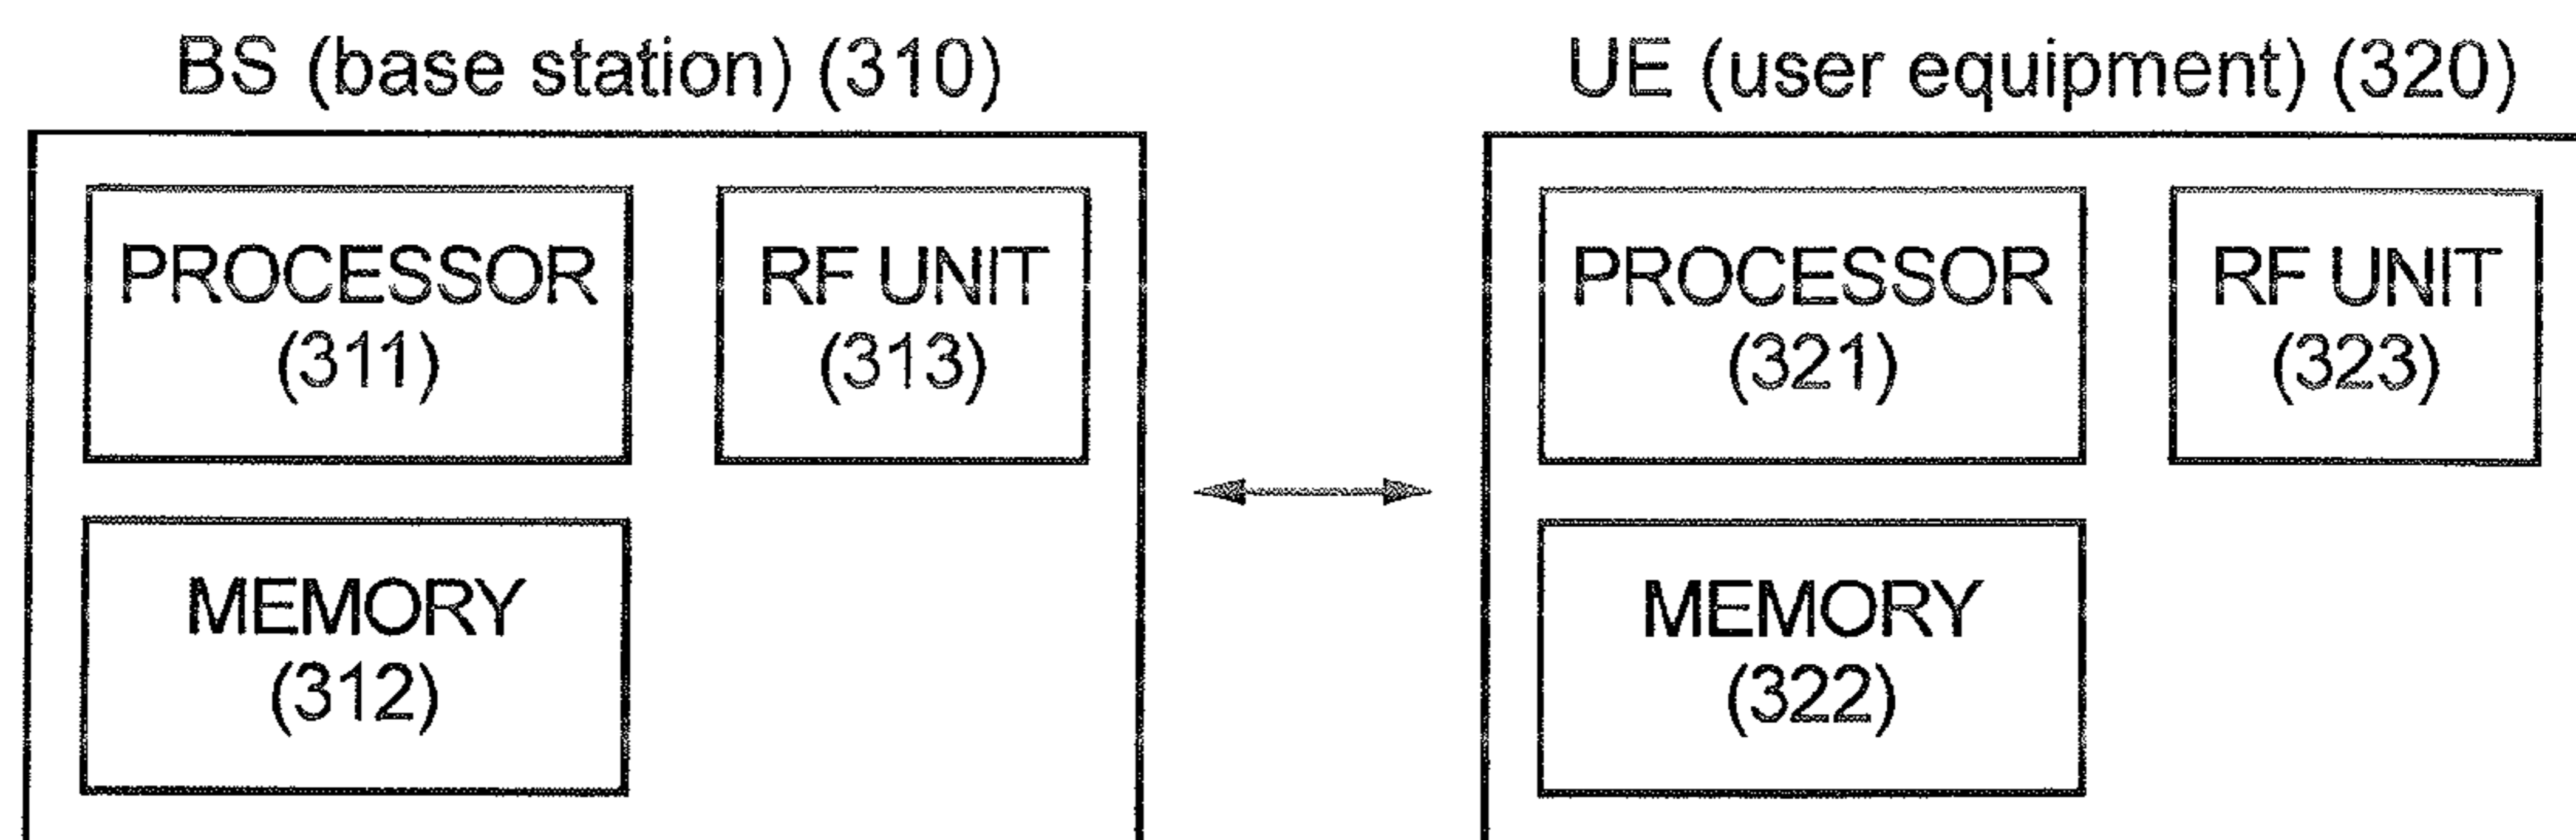 BS (base station) (310)
PROCESSOR
(311)
RF UNIT
(313)
MEMORY
(312)
UE (user equipment) (320)
PROCESSOR
(321)
RF UNIT
(323)
MEMORY
(322)